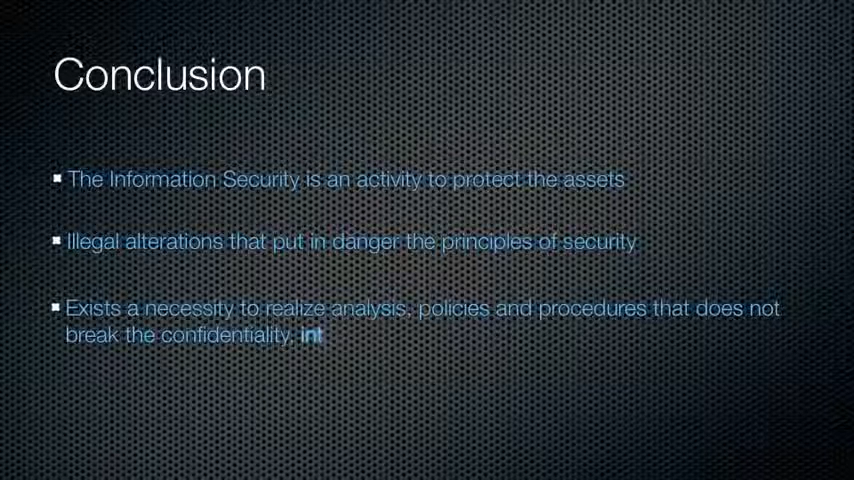 Conclusion
The Information Security is an activity to protect the assets
Illegal alterations that put in danger the principles of security
Exists a necessity to realize analysis, policies and procedures that does not
break the confidentiality, int